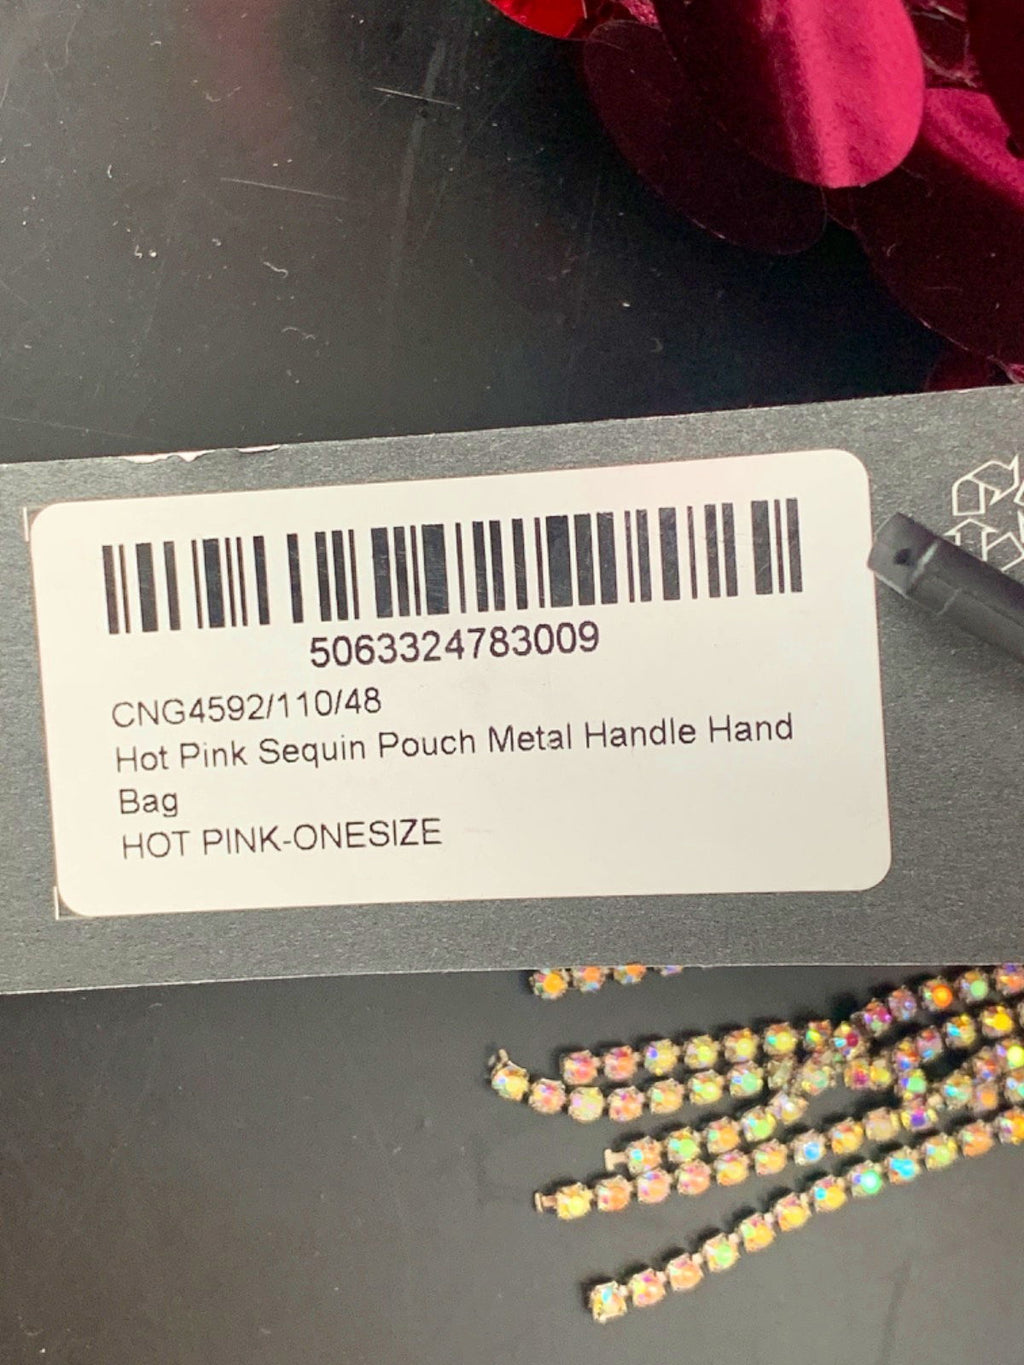 5063324783009
CNG4592/110/48
Hot Pink Sequin Pouch Metal Handle Hand
Bag
HOT PINK-ONESIZE